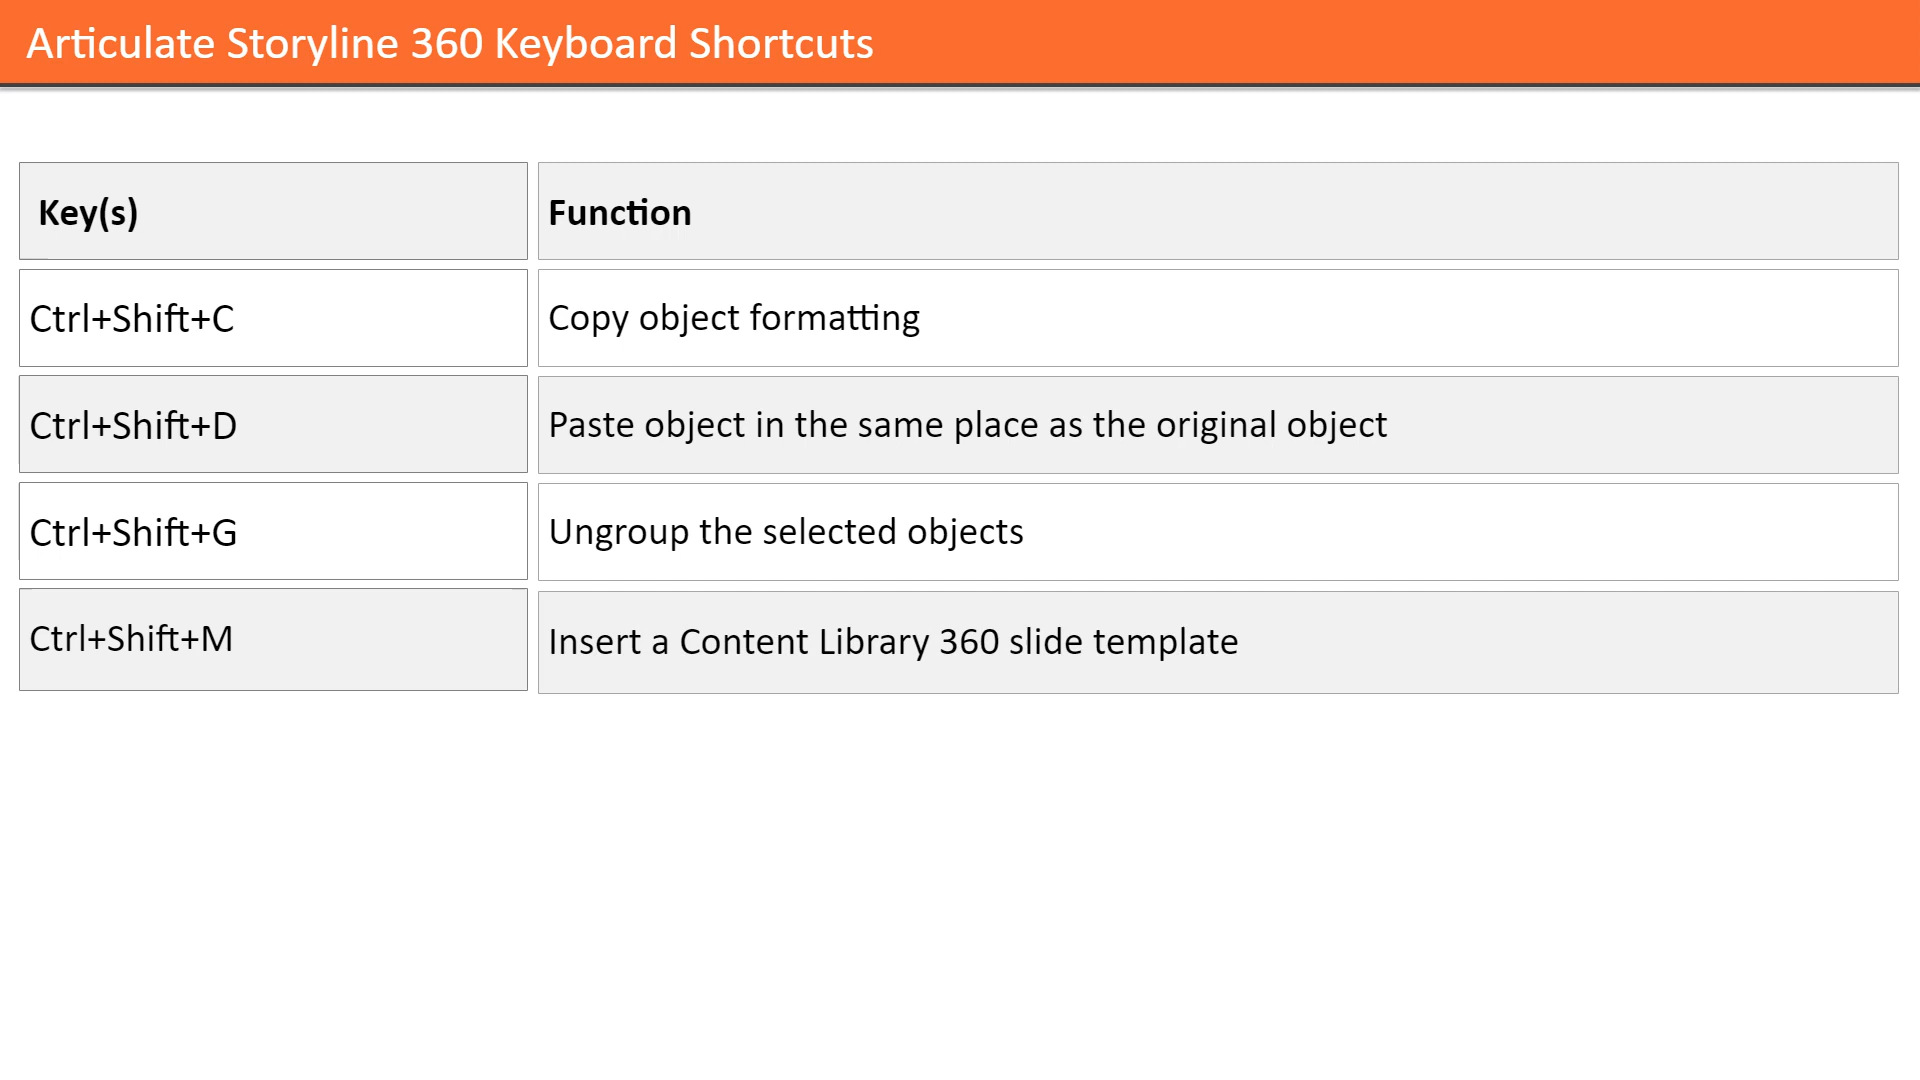 Articulate Storyline 360 Keyboard Shortcuts
Key(s) Function
Ctrl+Shift+C Copy object formatting
Ctrl+Shift+D Paste object in the same place as the original object
Ctrl+Shift+G Ungroup the selected objects
Ctrl+Shift+M Insert a Content Library 360 slide template